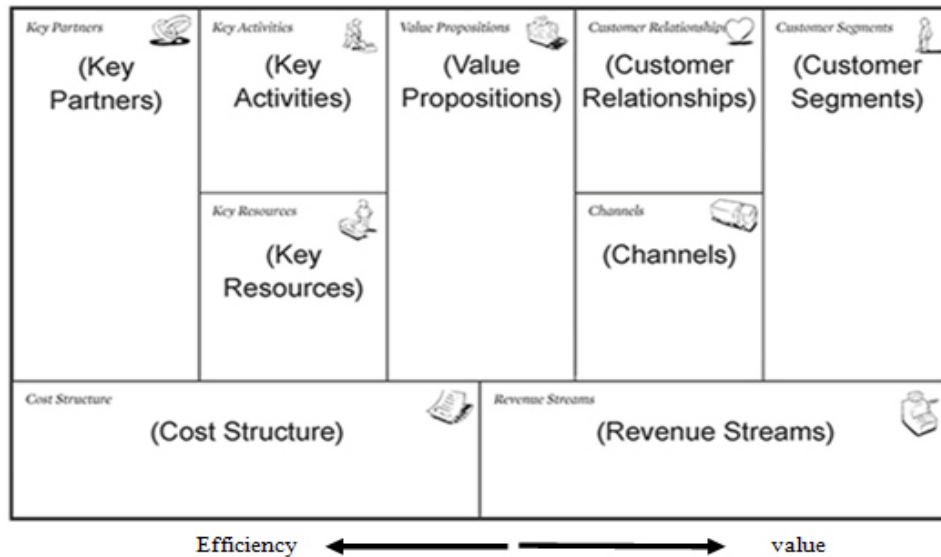 Key Partners
(Key
Partners)
Key Activities
(Key
Activities)
Key Resources
(Key
Resources)
Value Propositions
(Value
Propositions)
Customer Relationships
(Customer
Relationships)
Channels
(Channels)
Customer Segments
(Customer
Segments)
Cost Structure
(Cost Structure)
Revenue Streams
(Revenue Streams)
Efficiency
value